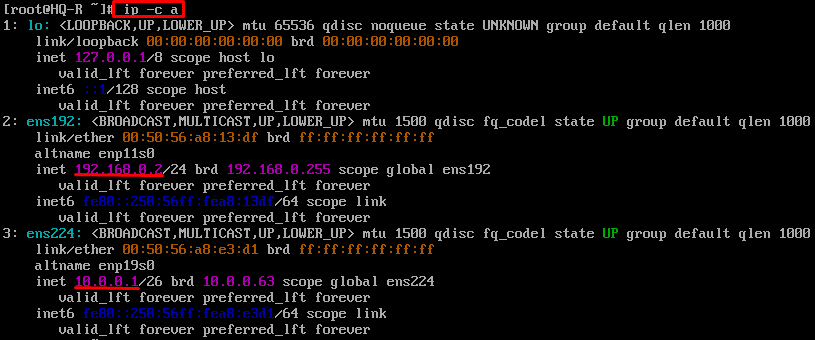 [root@HQ-R ~]# ip -c a
1: lo: <LOOPBACK,UP,LOWER_UP> mtu 65536 qdisc noqueue state UNKNOWN group default qlen 1000
link/loopback 00:00:00:00:00:00 brd 00:00:00:00:00:00
inet 127.0.0.1/8 scope host lo
valid_lft forever preferred_lft forever
inet6 ::1/128 scope host
valid_lft forever preferred_lft forever
2: ens192: <BROADCAST,MULTICAST,UP,LOWER_UP> mtu 1500 qdisc fq_codel state UP group default qlen 1000
link/ether 00:50:56:a8:13:df brd ff:ff:ff:ff:ff:ff
altname enp11s0
inet 192.168.0.2/24 brd 192.168.0.255 scope global ens192
valid_lft forever preferred_lft forever
inet6 fe80::250:56ff:fea8:13df/64 scope link
valid_lft forever preferred_lft forever
3: ens224: <BROADCAST,MULTICAST,UP,LOWER_UP> mtu 1500 qdisc fq_codel state UP group default qlen 1000
link/ether 00:50:56:a8:e3:d1 brd ff:ff:ff:ff:ff:ff
altname enp19s0
inet 10.0.0.1/26 brd 10.0.0.63 scope global ens224
valid_lft forever preferred_lft forever
inet6 fe80::250:56ff:fea8:e3d1/64 scope link
valid_lft forever preferred_lft forever